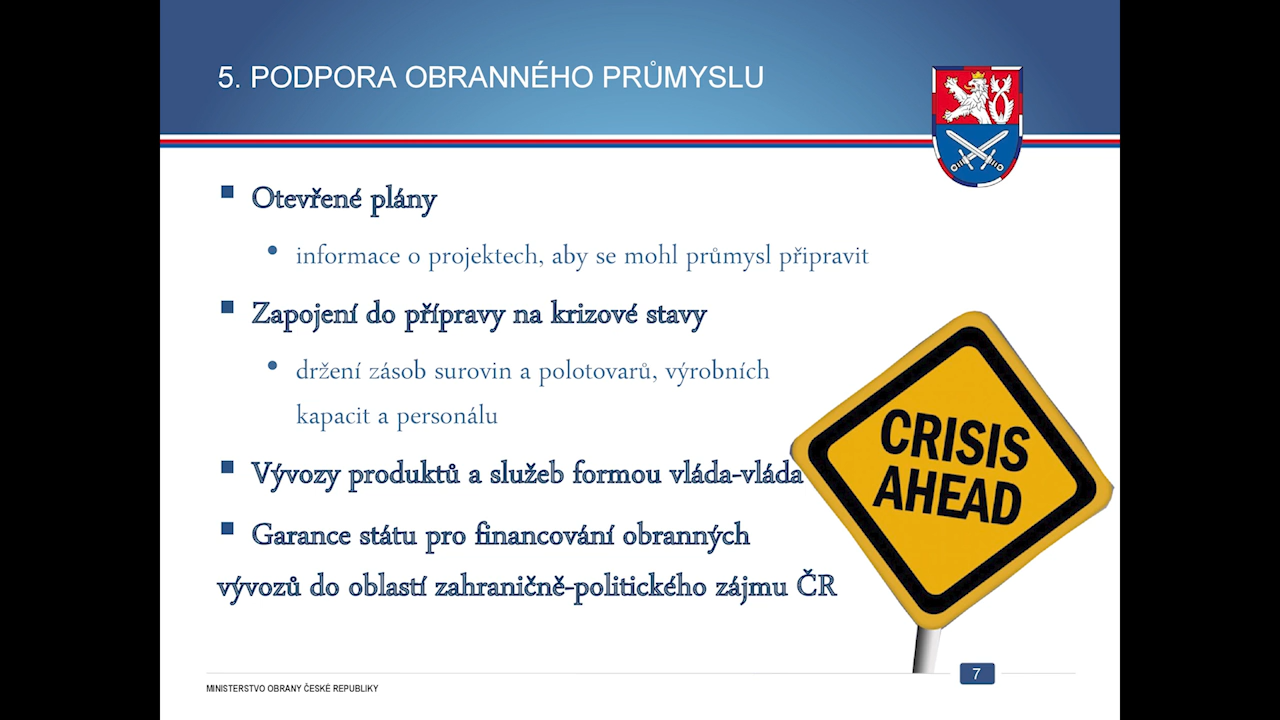 5. PODPORA OBRANNÉHO PRŮMYSLU
Otevřené plány
informace o projektech, aby se mohl průmysl připravit
Zapojení do přípravy na krizové stavy
držení zásob surovin a polotovarů, výrobních
kapacit a personálu
Vývozy produktů a služeb formou vláda-vláda
Garance státu pro financování obranných
vývozů do oblastí zahraničně-politického zájmu ČR
CRISIS
AHEAD
MINISTERSTVO OBRANY ČESKÉ REPUBLIKY
7